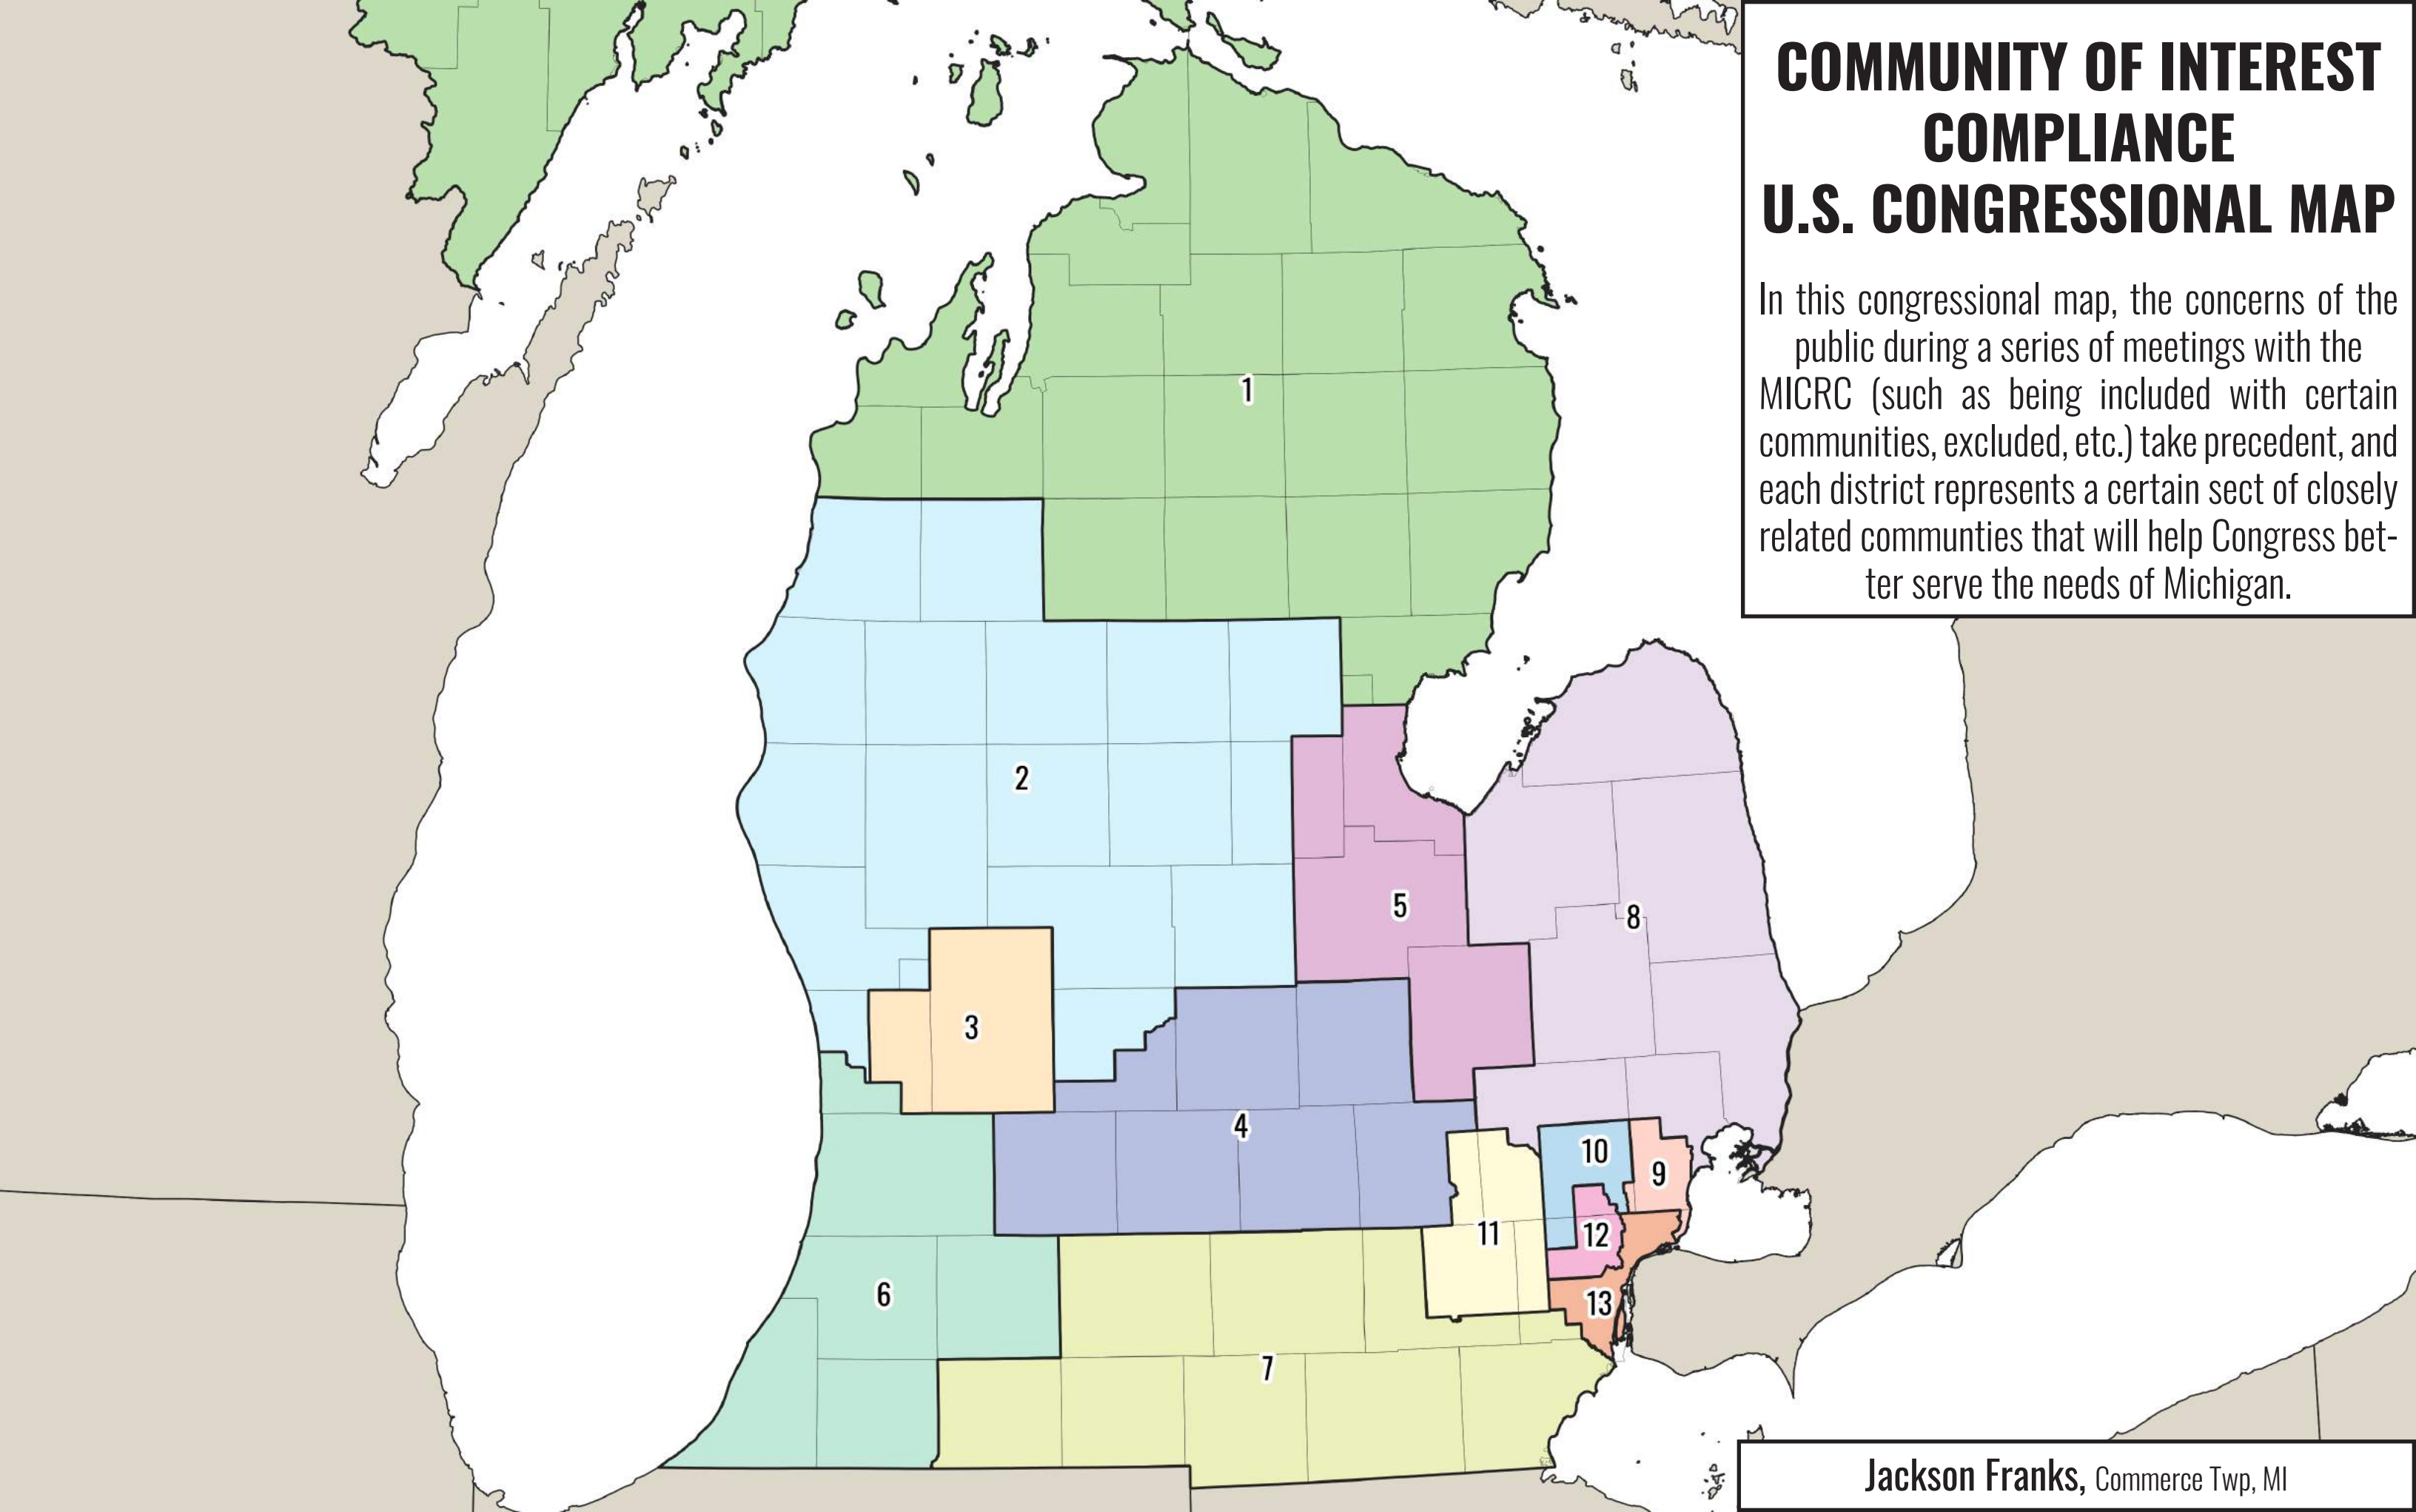 COMMUNITY OF INTEREST
COMPLIANCE
U.S. CONGRESSIONAL MAP
In this congressional map, the concerns of the
public during a series of meetings with the
MICRC (such as being included with certain
communities, excluded, etc.) take precedent, and
each district represents a certain sect of closely
related communties that will help Congress bet-
ter serve the needs of Michigan.
1
2
5
8
3
4
10
9
11
12
6
13
7
Jackson Franks, Commerce Twp, MI